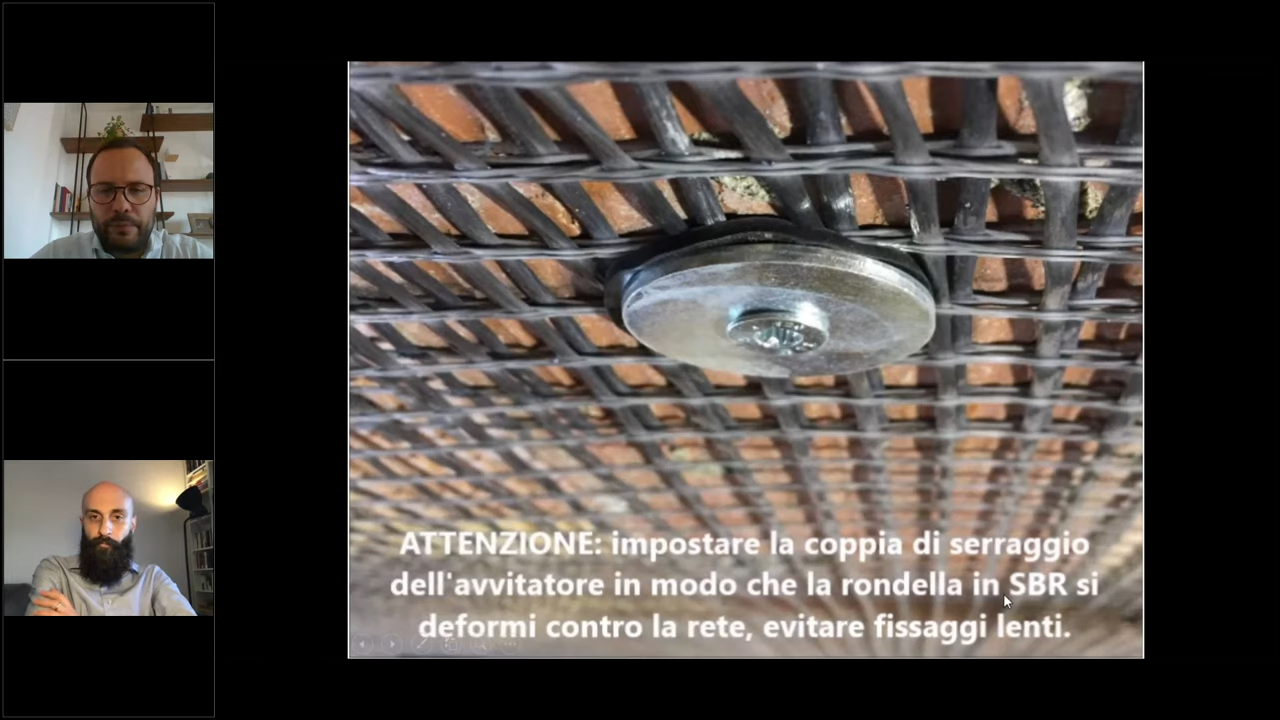 ATTENZIONE: impostare la coppia di serraggio
dell'avvitatore in modo che la rondella in SBR si
deformi contro la rete, evitare fissaggi lenti.